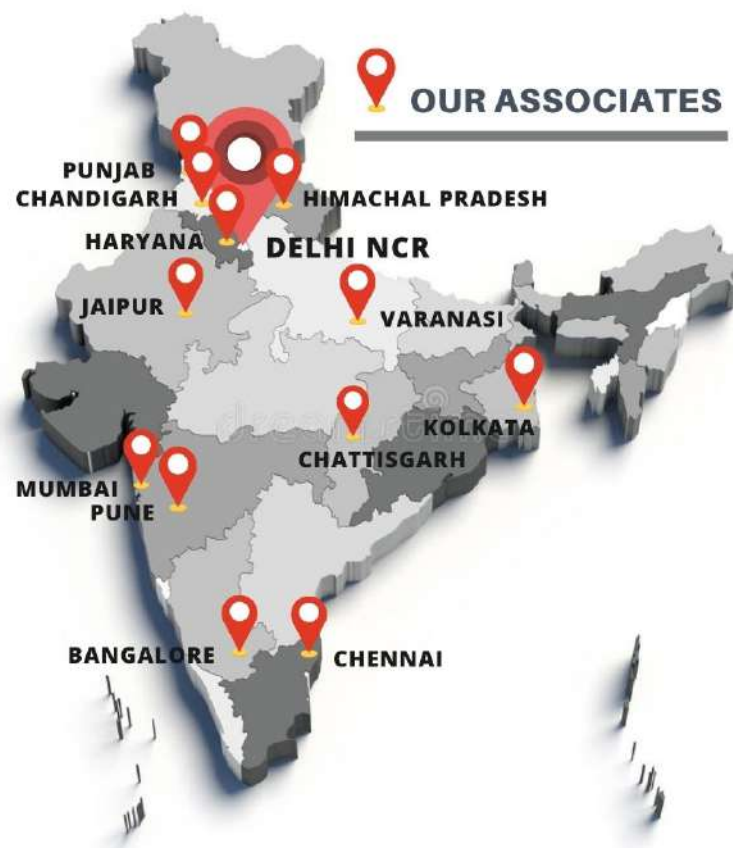 OUR ASSOCIATES
PUNJAB
CHANDIGARH
HIMACHAL PRADESH
HARYANA
DELHI NCR
JAIPUR
VARANASI
KOLKATA
CHATTISGARH
MUMBAI
PUNE
BANGALORE
CHENNAI